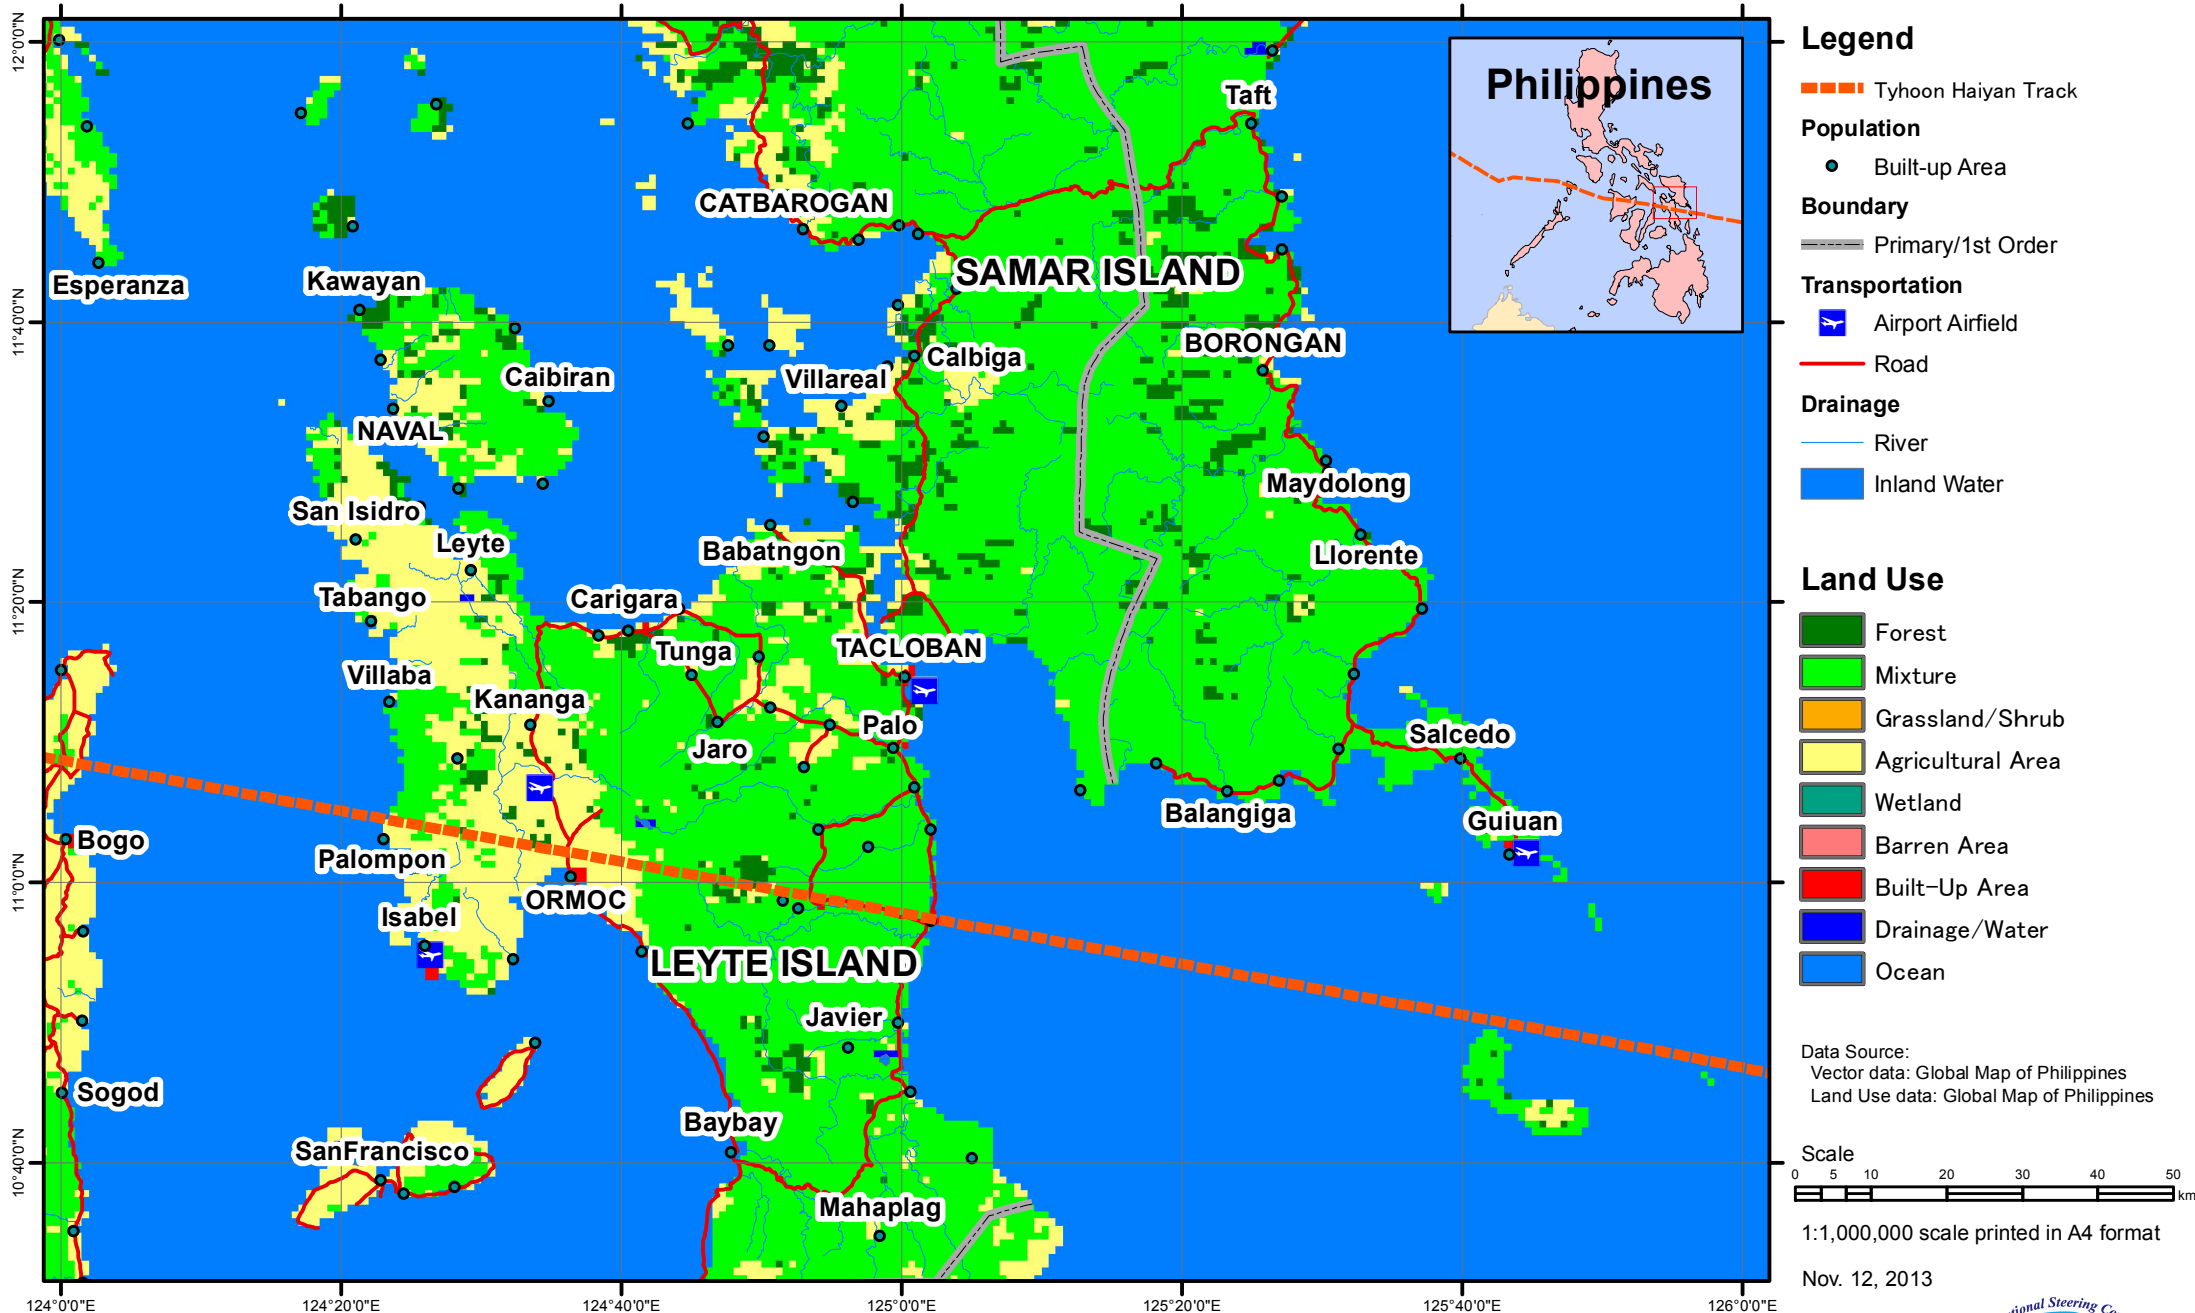 12°0'0"N
11°40'0"N
11°20'0"N
11°0'0"N
10°40'0"N
Taft
CATBAROGAN
SAMAR ISLAND
Esperanza
Kawayan
BORONGAN
Calbiga
Caibiran
Villareal
NAVAL
Maydolong
San Isidro
Leyte
Babatngon
Llorente
Tabango
Carigara
TACLOBAN
Tunga
Villaba
Kananga
Palo
Jaro
Salcedo
Balangiga
Guiuan
Bogo
Palompon
ORMOC
Isabel
LEYTE ISLAND
Javier
Sogod
Baybay
SanFrancisco
Mahaplag
124°0'0"E
124°20'0"E
124°40'0"E
125°0'0"E
125°20'0"E
125°40'0"E
126°0'0"E
Philippines
Legend
Tyhoon Haiyan Track
Population
Built-up Area
Boundary
Primary/1st Order
Transportation
Airport Airfield
Road
Drainage
River
Inland Water
Land Use
Forest
Mixture
Grassland/Shrub
Agricultural Area
Wetland
Barren Area
Built-Up Area
Drainage/Water
Ocean
Data Source:
Vector data: Global Map of Philippines
Land Use data: Global Map of Philippines
Scale
0 5 10 20 30 40 50
km
1:1,000,000 scale printed in A4 format
Nov. 12, 2013
Steering